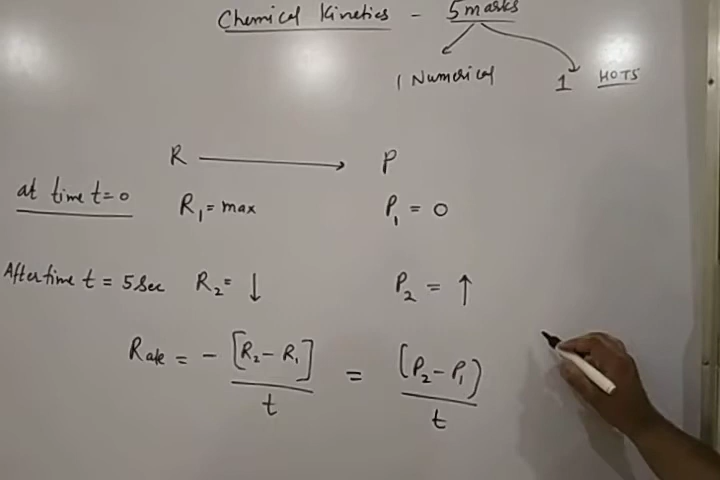 Chemical Kinetics - 5 marks
1 Numerical 1 HOTS
R ⟶ P
at time t=0 R₁ = max P₁ = 0
After time t = 5 sec R₂ = ↓ P₂ = ↑
Rate = - [R₂ - R₁] / t = (P₂ - P₁) / t